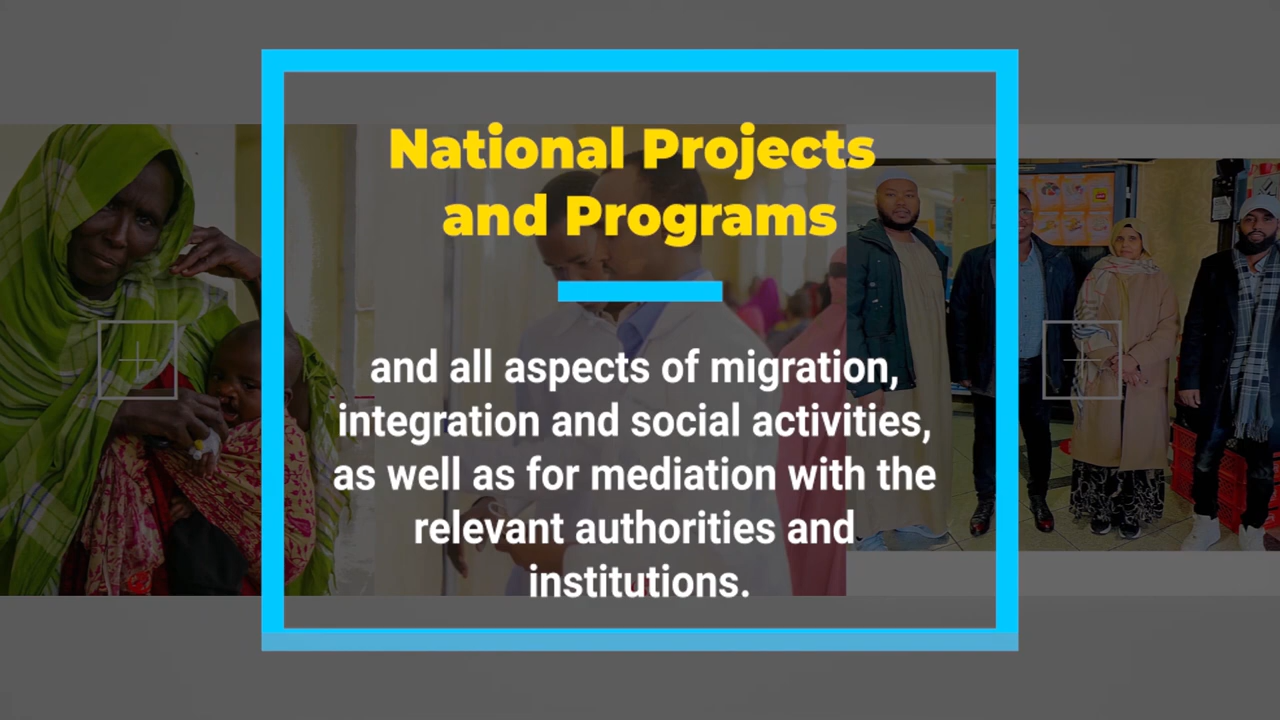 National Projects
and Programs
and all aspects of migration,
integration and social activities,
as well as for mediation with the
relevant authorities and
institutions.